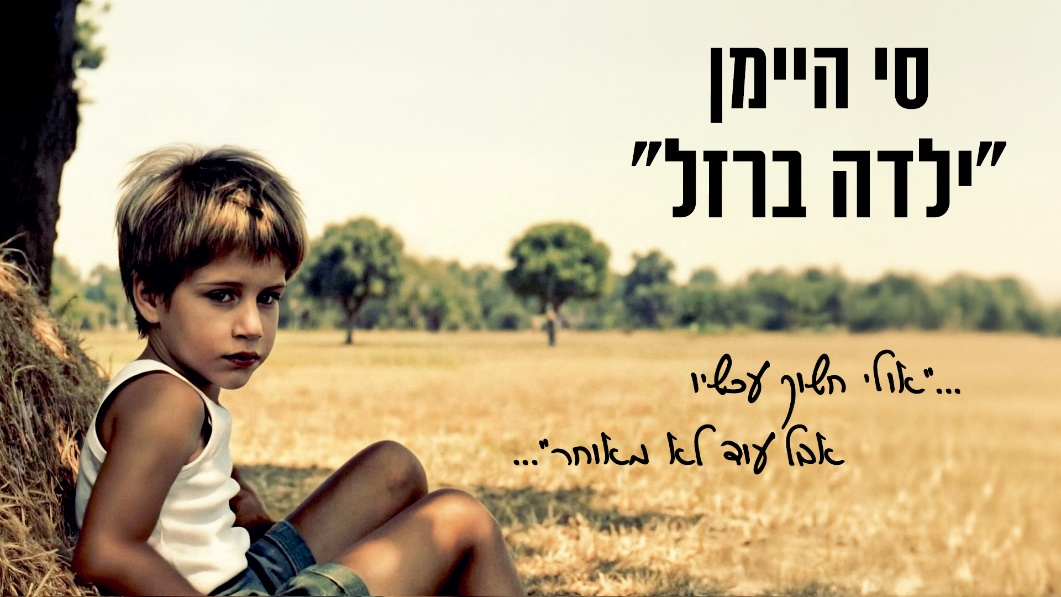 סי היימן
"ילדה ברזל"
..."אולי חשוך עכשיו
אבל עוד לא מאוחר"...